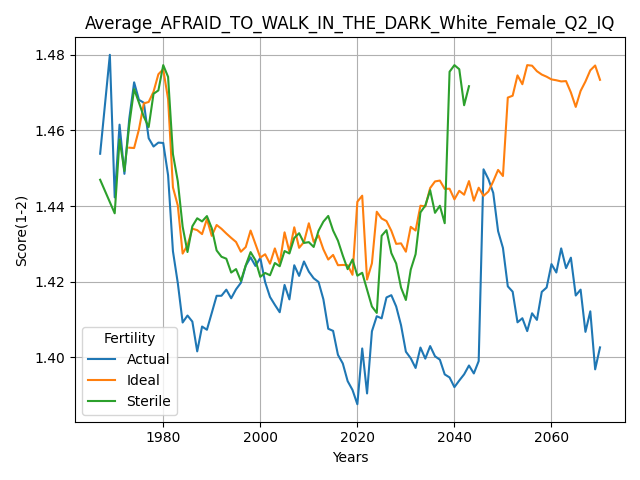 Average_AFRAID_TO_WALK_IN_THE_DARK_White_Female_Q2_IQ
1.48
1.46
1.44
1.42
1.40
Score(1-2)
Fertility
Actual
Ideal
Sterile
1980
2000
2020
2040
2060
Years